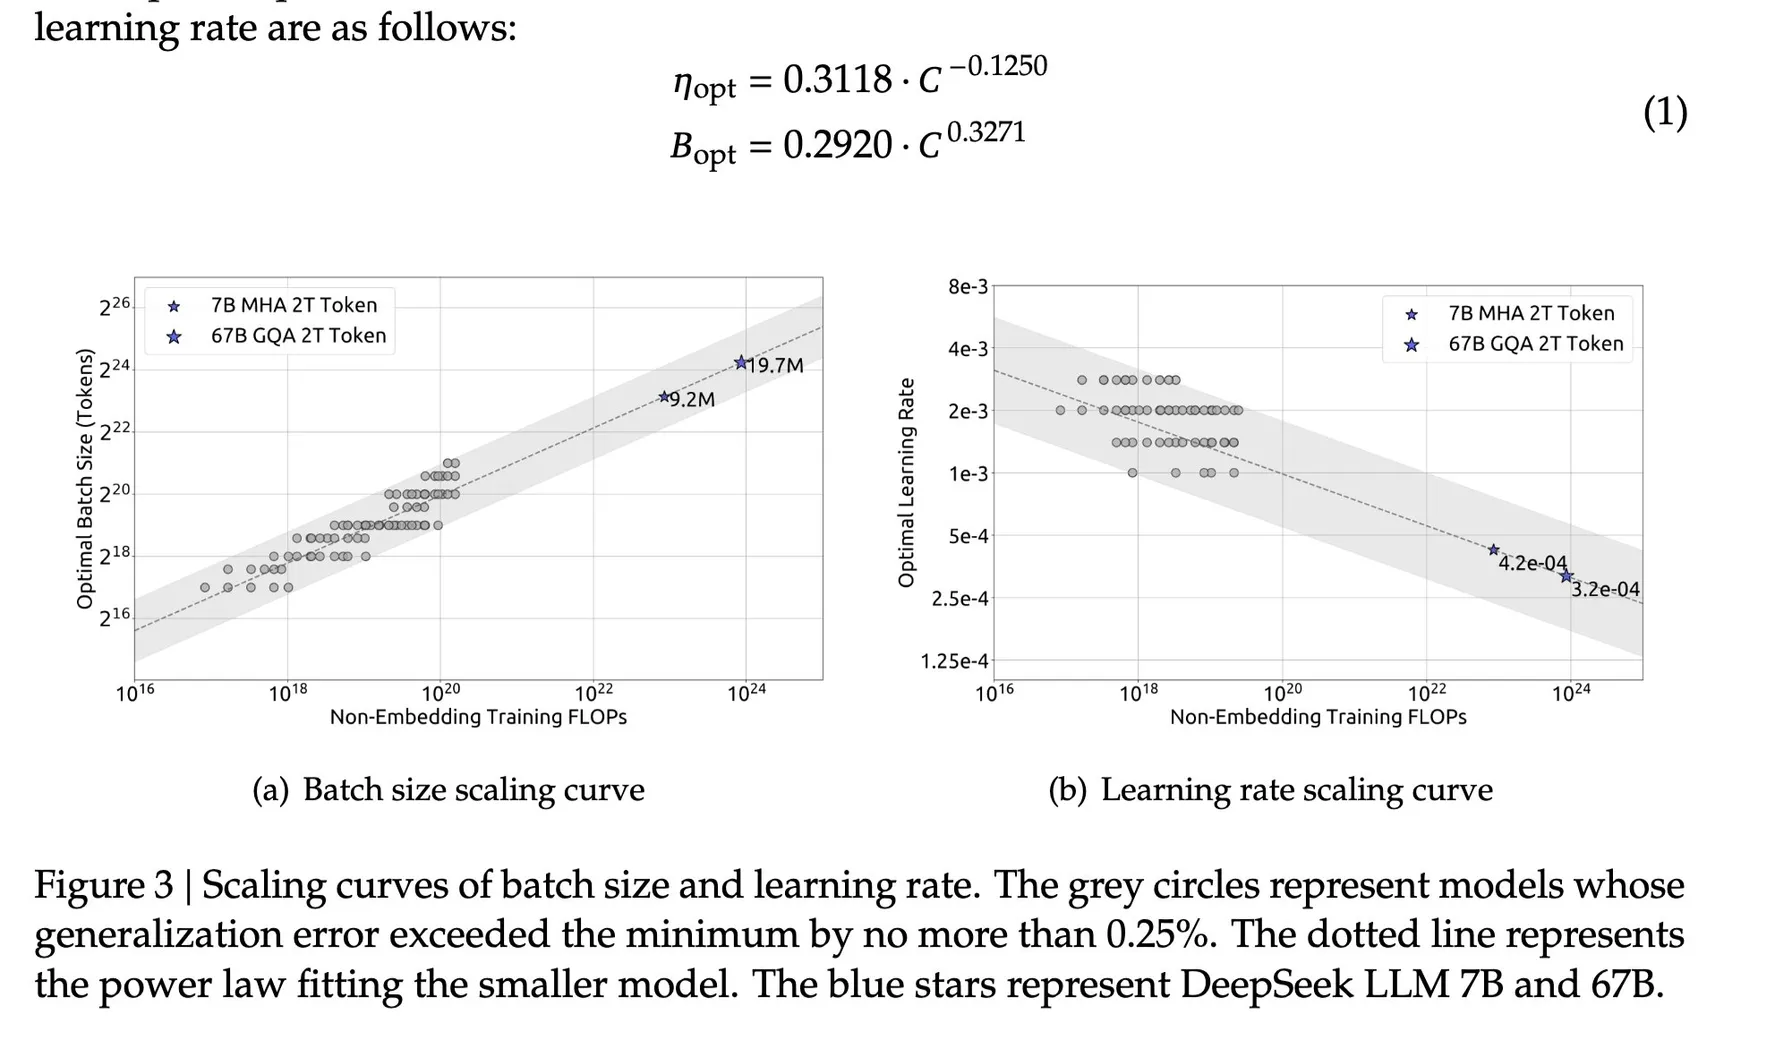 learning rate are as follows:
η_opt = 0.3118 · C^−0.1250
B_opt = 0.2920 · C^0.3271
(1)
Optimal Batch Size (Tokens)
2^26
2^24
2^22
2^20
2^18
2^16
7B MHA 2T Token
67B GQA 2T Token
19.7M
9.2M
10^16 10^18 10^20 10^22 10^24
Non-Embedding Training FLOPs
(a) Batch size scaling curve
Optimal Learning Rate
8e-3
4e-3
2e-3
1e-3
5e-4
2.5e-4
1.25e-4
7B MHA 2T Token
67B GQA 2T Token
4.2e-04
3.2e-04
10^16 10^18 10^20 10^22 10^24
Non-Embedding Training FLOPs
(b) Learning rate scaling curve
Figure 3 | Scaling curves of batch size and learning rate. The grey circles represent models whose
generalization error exceeded the minimum by no more than 0.25%. The dotted line represents
the power law fitting the smaller model. The blue stars represent DeepSeek LLM 7B and 67B.